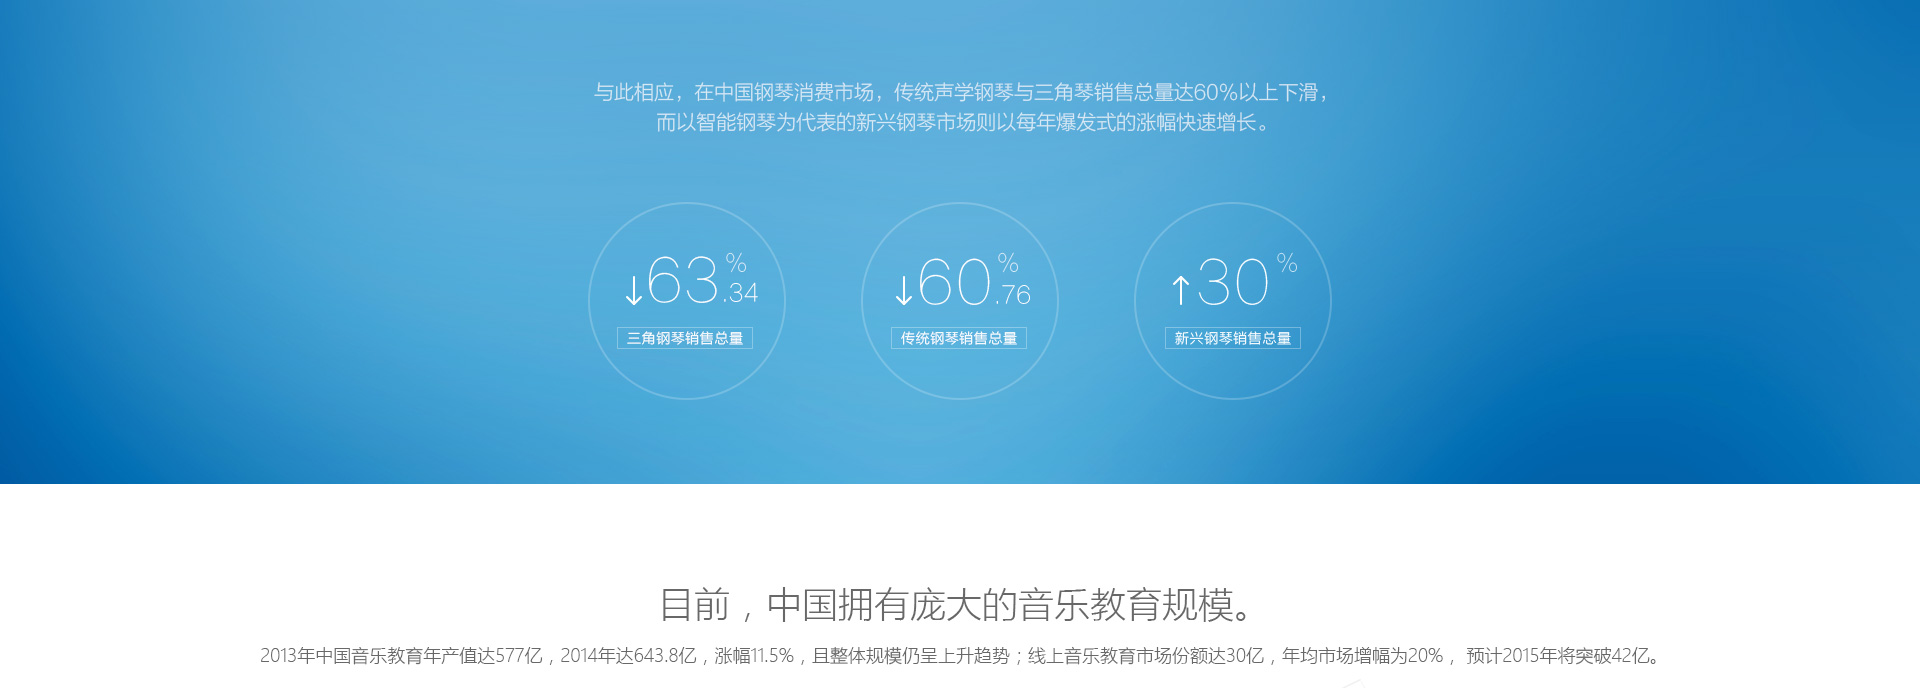 与此相应，在中国钢琴消费市场，传统声学钢琴与三角琴销售总量达60%以上下滑，
而以智能钢琴为代表的新兴钢琴市场则以每年爆发式的涨幅快速增长。
↓63.34%
三角钢琴销售总量
↓60.76%
传统钢琴销售总量
↑30%
新兴钢琴销售总量
目前，中国拥有庞大的音乐教育规模。
2013年中国音乐教育年产值达577亿，2014年达643.8亿，涨幅11.5%，且整体规模仍呈上升趋势；线上音乐教育市场份额达30亿，年均市场增幅为20%， 预计2015年将突破42亿。